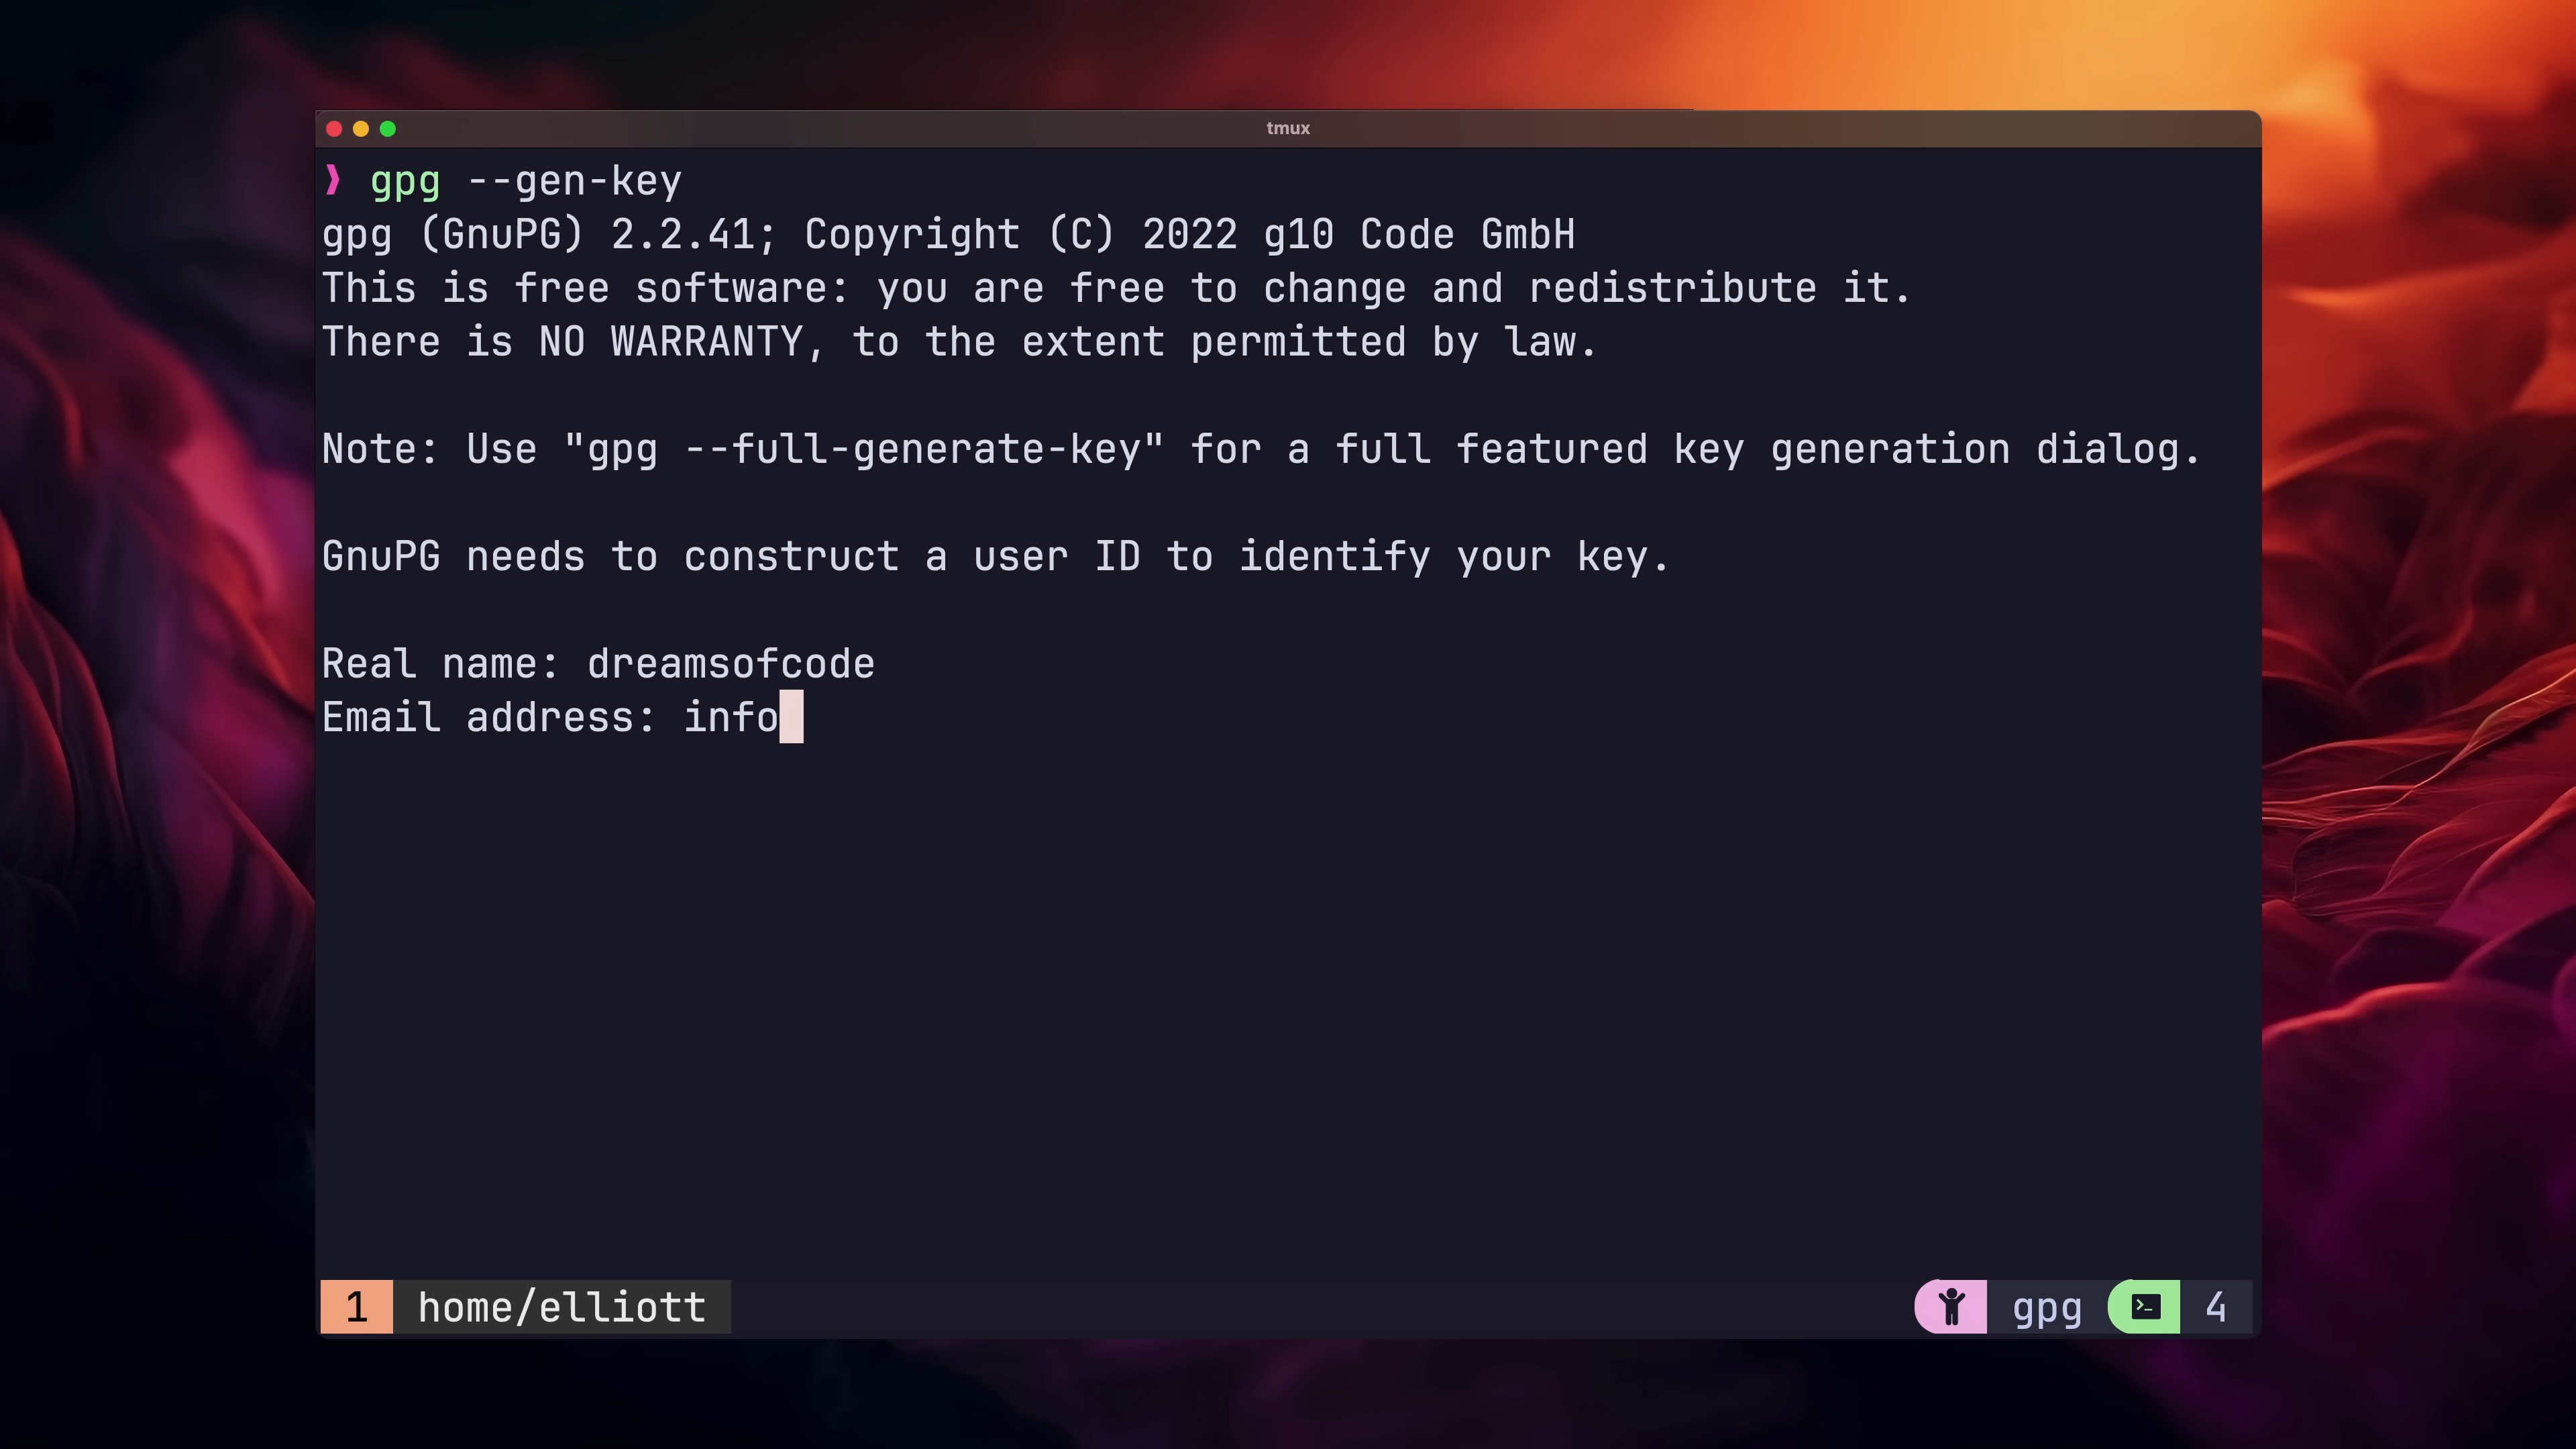 tmux
❱ gpg --gen-key
gpg (GnuPG) 2.2.41; Copyright (C) 2022 g10 Code GmbH
This is free software: you are free to change and redistribute it.
There is NO WARRANTY, to the extent permitted by law.
Note: Use "gpg --full-generate-key" for a full featured key generation dialog.
GnuPG needs to construct a user ID to identify your key.
Real name: dreamsofcode
Email address: info
1 home/elliott gpg 4